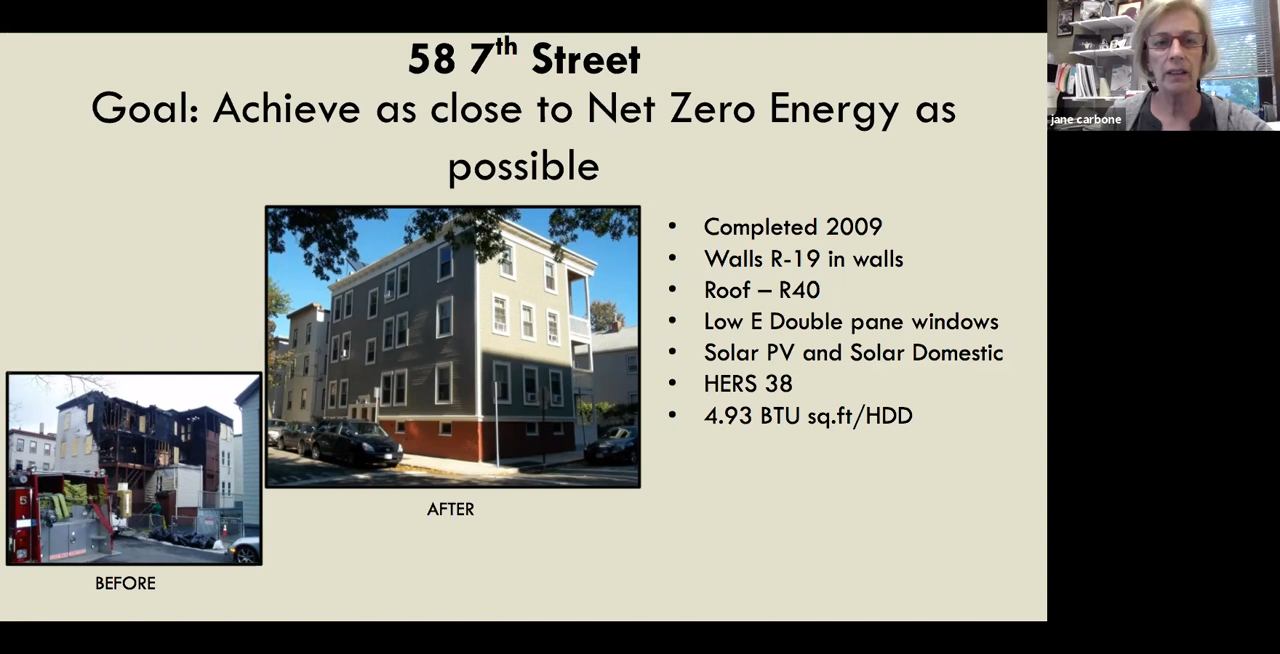 58 7th Street
Goal: Achieve as close to Net Zero Energy as
possible
jane carbone
• Completed 2009
• Walls R-19 in walls
• Roof – R40
• Low E Double pane windows
• Solar PV and Solar Domestic
• HERS 38
• 4.93 BTU sq.ft/HDD
AFTER
5
BEFORE